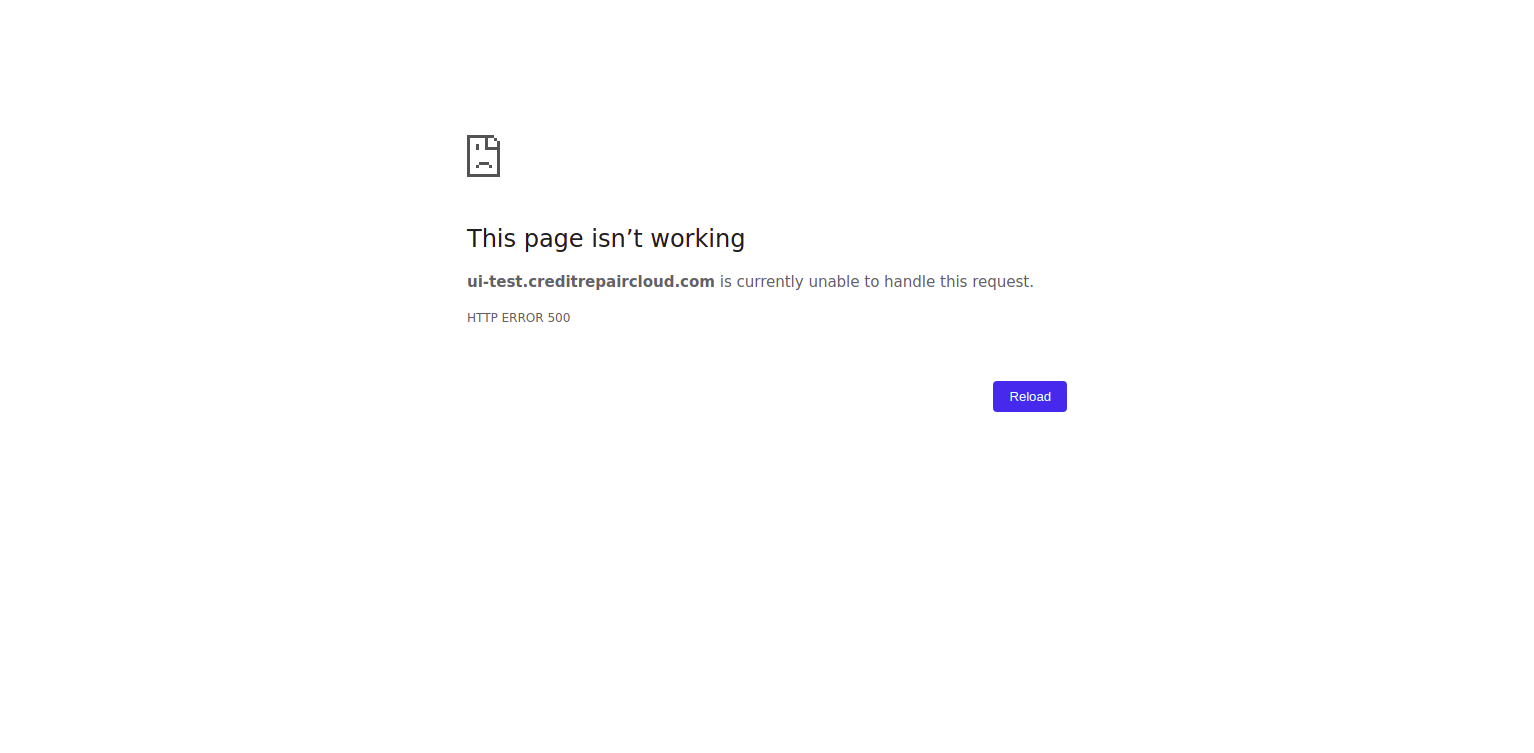 This page isn’t working
ui-test.creditrepaircloud.com is currently unable to handle this request.
HTTP ERROR 500
Reload